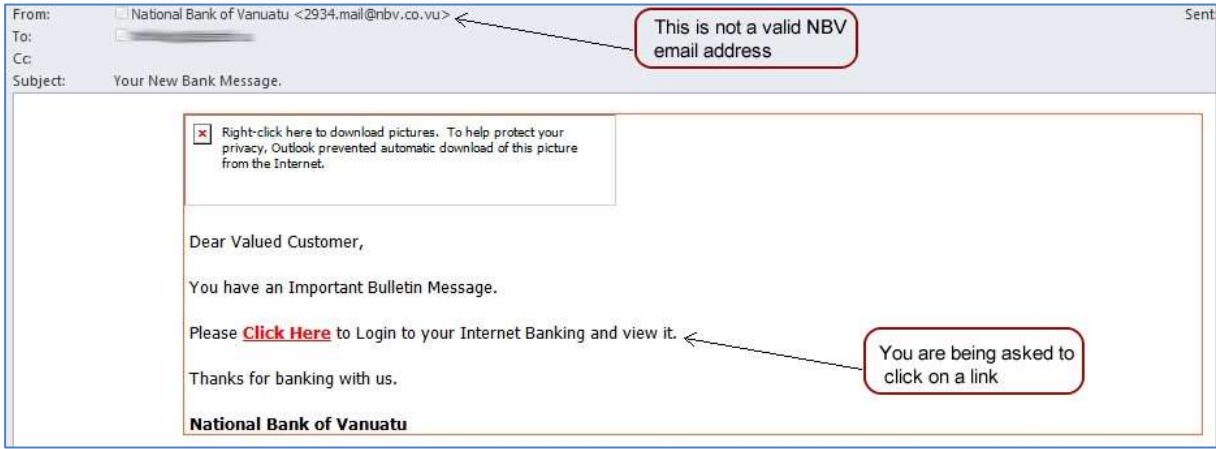 From: National Bank of Vanuatu <2934.mail@nbv.co.vu>
Sent:
This is not a valid NBV
email address
To:
Cc:
Subject: Your New Bank Message.
Right-click here to download pictures. To help protect your
privacy, Outlook prevented automatic download of this picture
from the Internet.
Dear Valued Customer,
You have an Important Bulletin Message.
Please Click Here to Login to your Internet Banking and view it.
You are being asked to
click on a link
Thanks for banking with us.
National Bank of Vanuatu